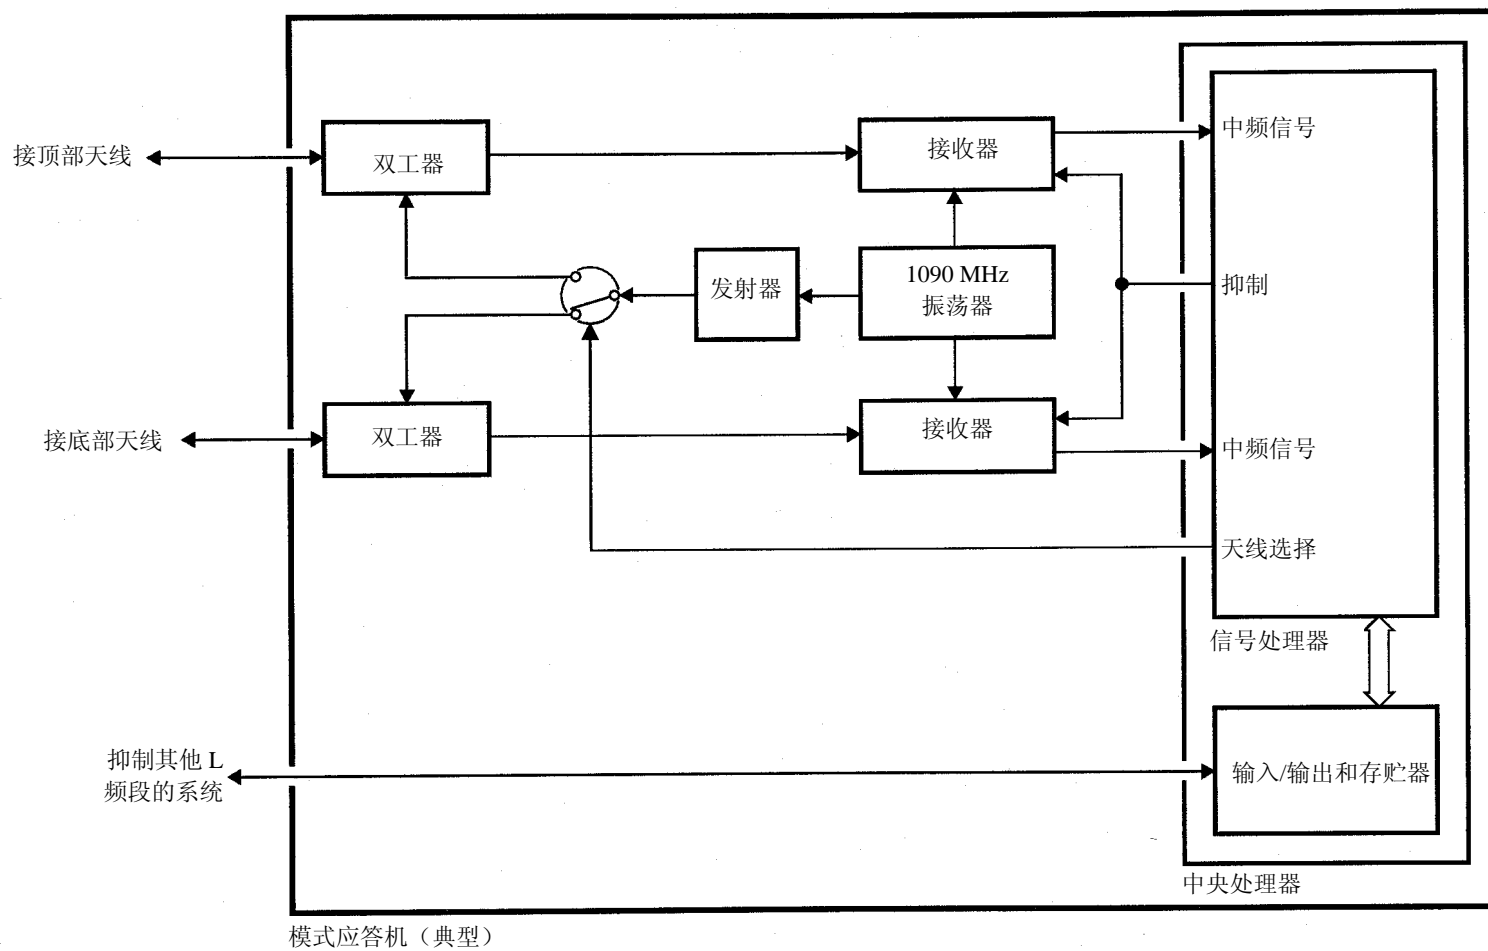 接顶部天线
双工器
接收器
中频信号
发射器
1090 MHz
振荡器
抑制
接底部天线
双工器
接收器
中频信号
天线选择
信号处理器
抑制其他 L
频段的系统
输入/输出和存贮器
中央处理器
模式应答机（典型）